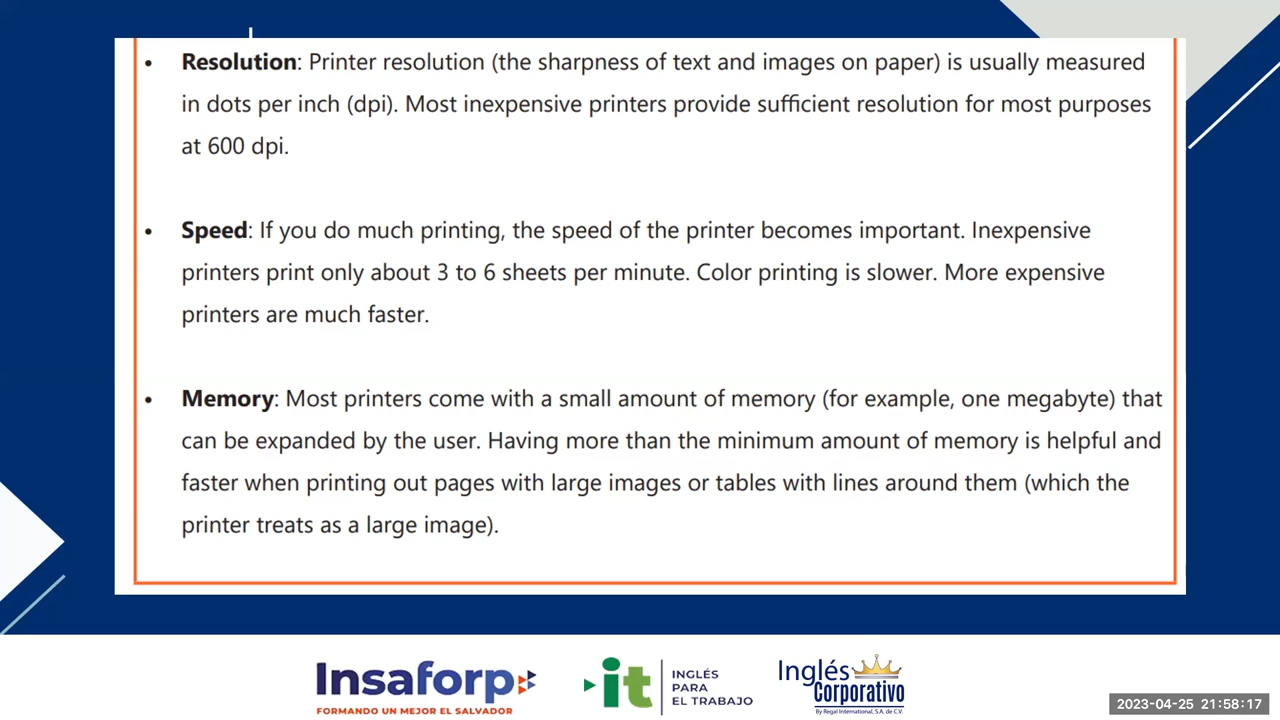 • Resolution: Printer resolution (the sharpness of text and images on paper) is usually measured
in dots per inch (dpi). Most inexpensive printers provide sufficient resolution for most purposes
at 600 dpi.
• Speed: If you do much printing, the speed of the printer becomes important. Inexpensive
printers print only about 3 to 6 sheets per minute. Color printing is slower. More expensive
printers are much faster.
• Memory: Most printers come with a small amount of memory (for example, one megabyte) that
can be expanded by the user. Having more than the minimum amount of memory is helpful and
faster when printing out pages with large images or tables with lines around them (which the
printer treats as a large image).
Insaforp
FORMANDO UN MEJOR EL SALVADOR
it
INGLÉS
PARA
EL TRABAJO
Inglés
Corporativo
By Regal International, S.A. de C.V.
2023-04-25 21:58:17